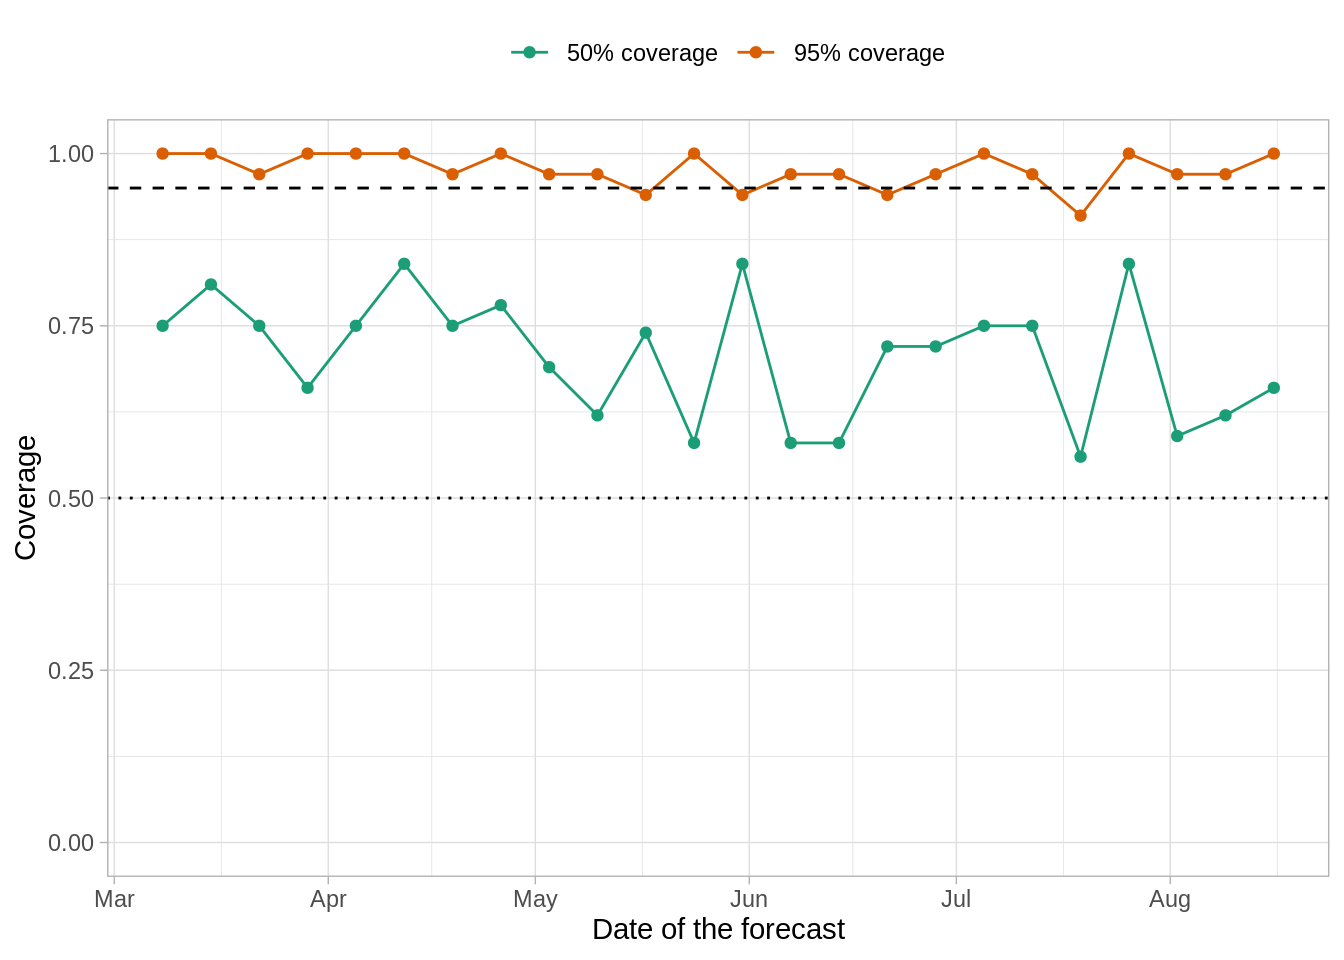 50% coverage 95% coverage
1.00
0.75
0.50
0.25
0.00
Coverage
Mar Apr May Jun Jul Aug
Date of the forecast